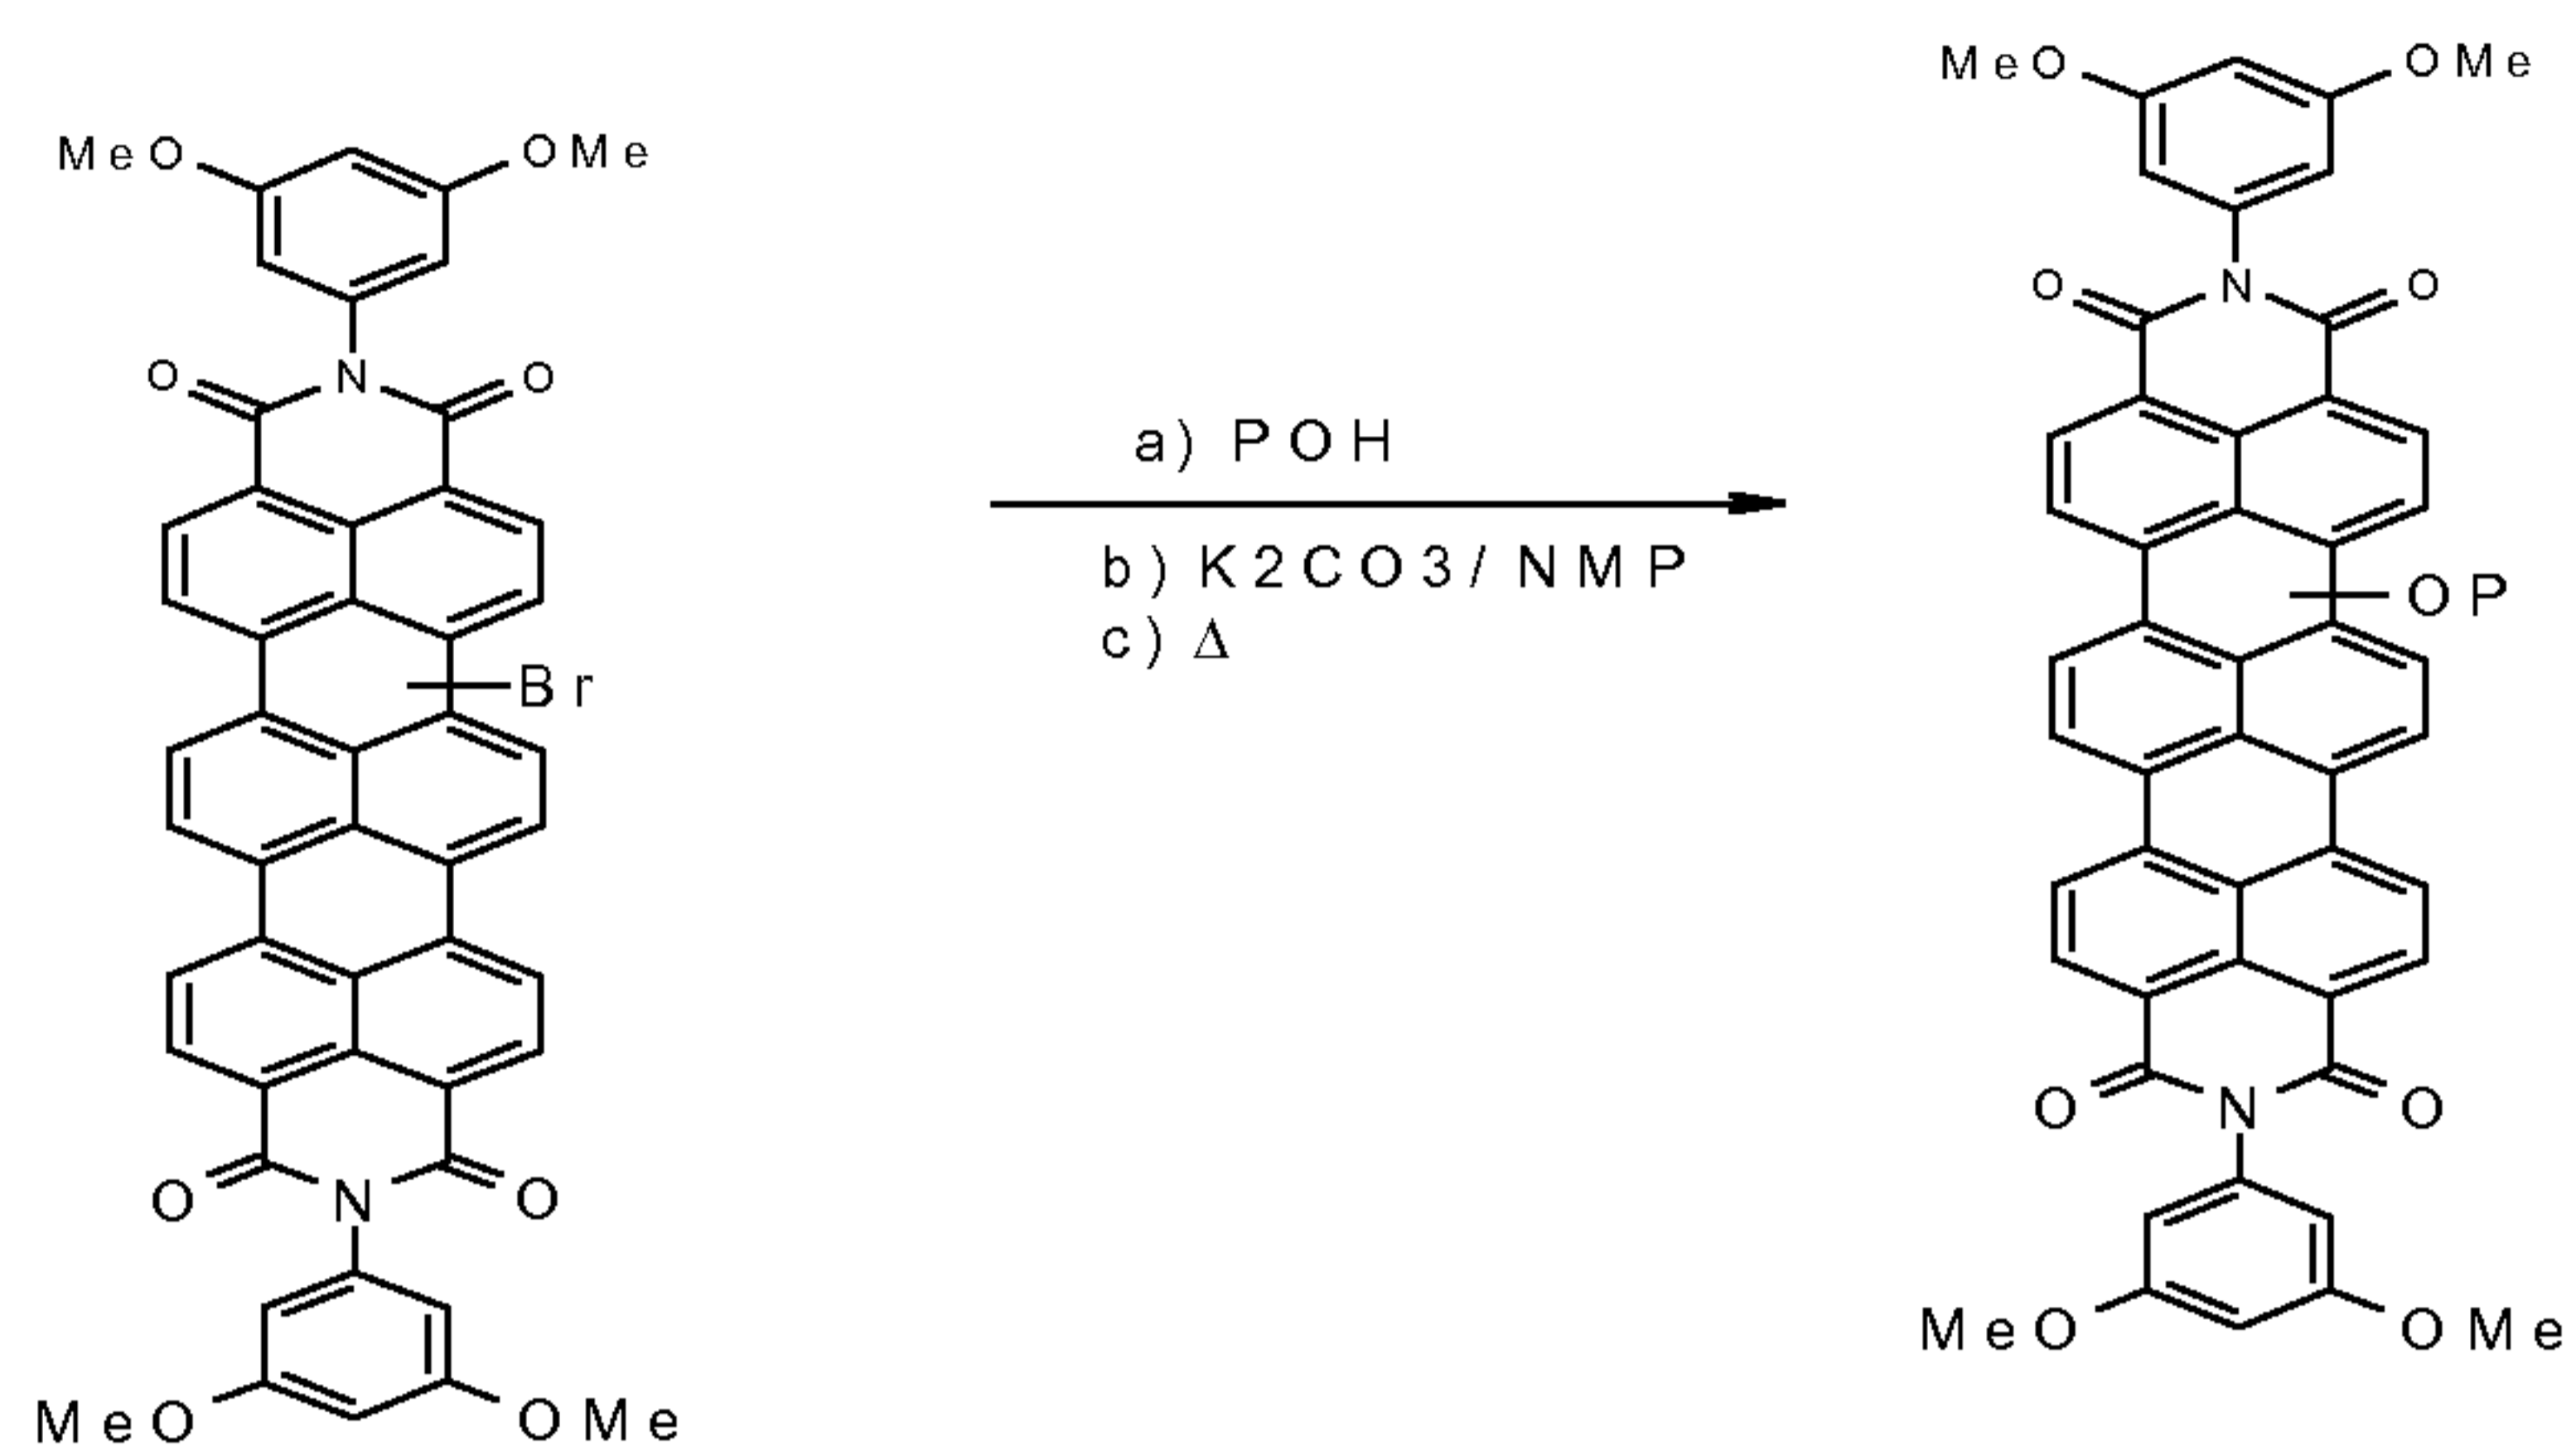 MeO OMe
N
O O
Br
O N O
MeO OMe
a) POH
b) K2CO3/ NMP
c) Δ
MeO OMe
O N O
OP
O N O
MeO OMe